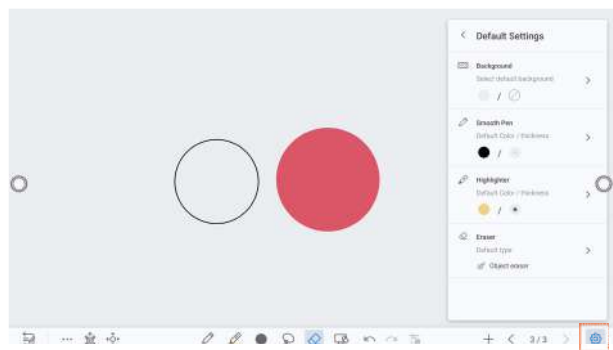 Default Settings
Background
Select default background
/
Smooth Pen
Default Color / thickness
/
Highlighter
Default Color / thickness
/
Eraser
Default type
Object eraser
3/3